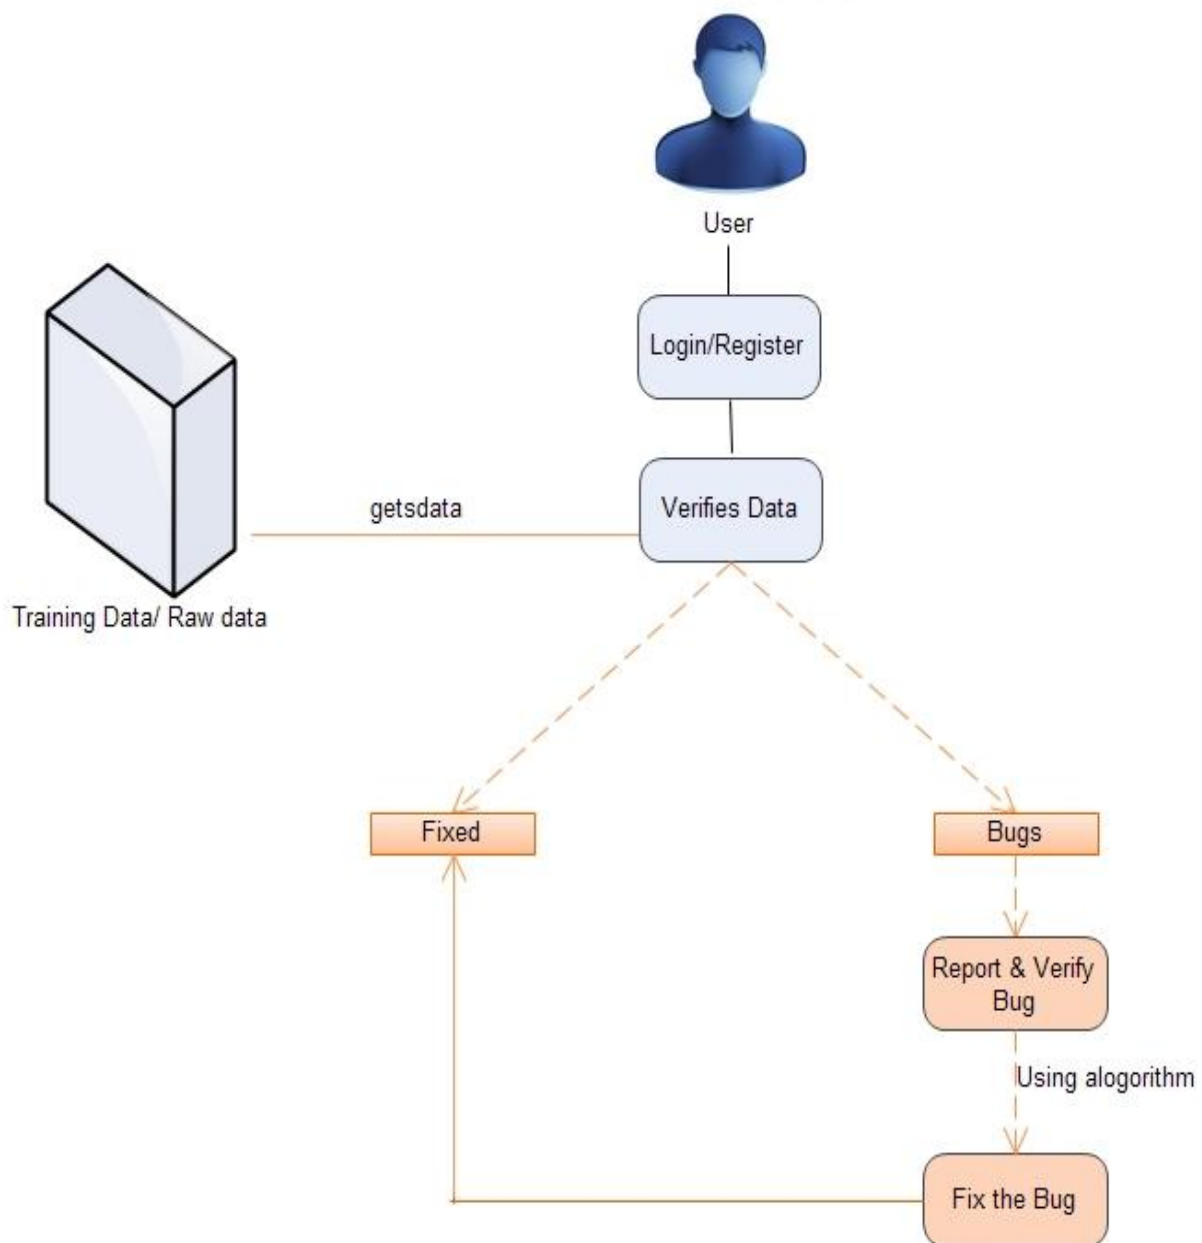 User
Login/Register
Verifies Data
getsdata
Training Data/ Raw data
Fixed
Bugs
Report & Verify
Bug
Using alogorithm
Fix the Bug